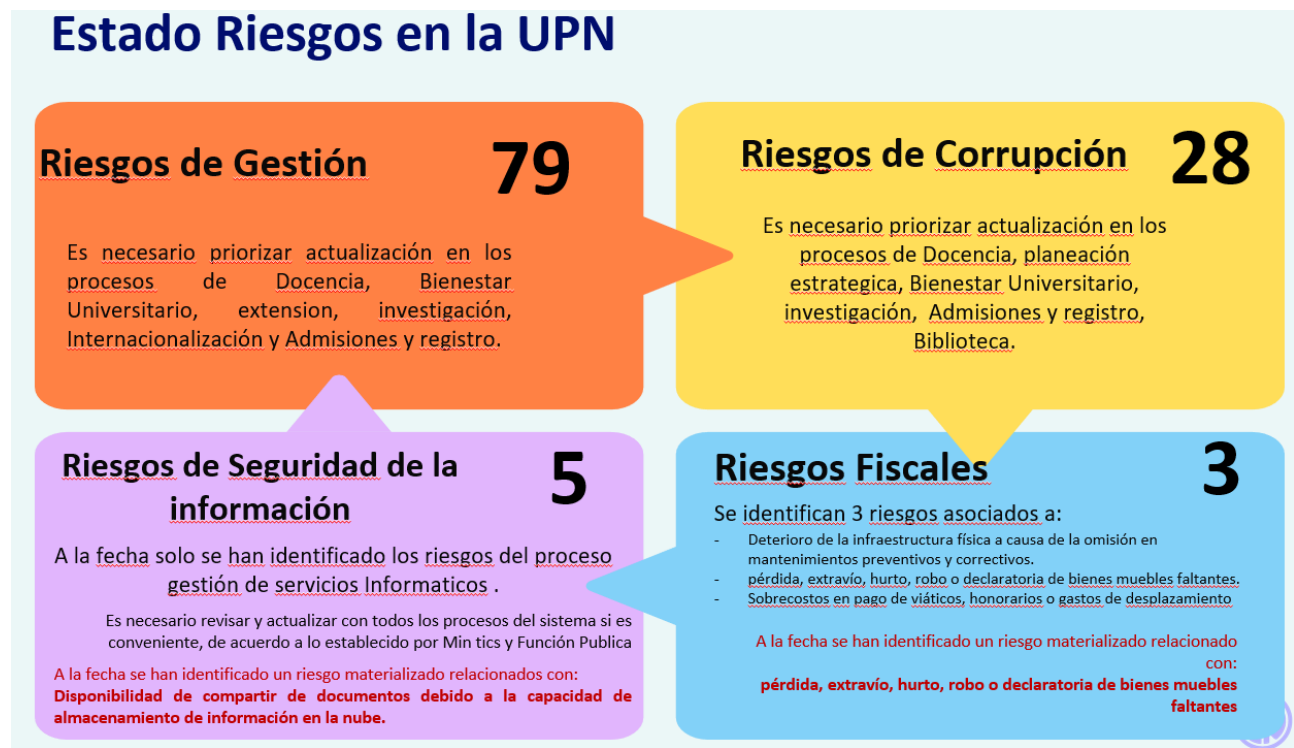 Estado Riesgos en la UPN
Riesgos de Gestión
79
Es necesario priorizar actualización en los
procesos de Docencia, Bienestar
Universitario, extension, investigación,
Internacionalización y Admisiones y registro.
Riesgos de Corrupción
28
Es necesario priorizar actualización en los
procesos de Docencia, planeación
estrategica, Bienestar Universitario,
investigación, Admisiones y registro,
Biblioteca.
Riesgos de Seguridad de la
información
5
A la fecha solo se han identificado los riesgos del proceso
gestión de servicios Informaticos .
Es necesario revisar y actualizar con todos los procesos del sistema si es
conveniente, de acuerdo a lo establecido por Min tics y Función Publica
A la fecha se han identificado un riesgo materializado relacionados con:
Disponibilidad de compartir de documentos debido a la capacidad de
almacenamiento de información en la nube.
Riesgos Fiscales
3
Se identifican 3 riesgos asociados a:
- Deterioro de la infraestructura física a causa de la omisión en
mantenimientos preventivos y correctivos.
- pérdida, extravío, hurto, robo o declaratoria de bienes muebles faltantes.
- Sobrecostos en pago de viáticos, honorarios o gastos de desplazamiento
A la fecha se han identificado un riesgo materializado relacionado
con:
pérdida, extravío, hurto, robo o declaratoria de bienes muebles
faltantes